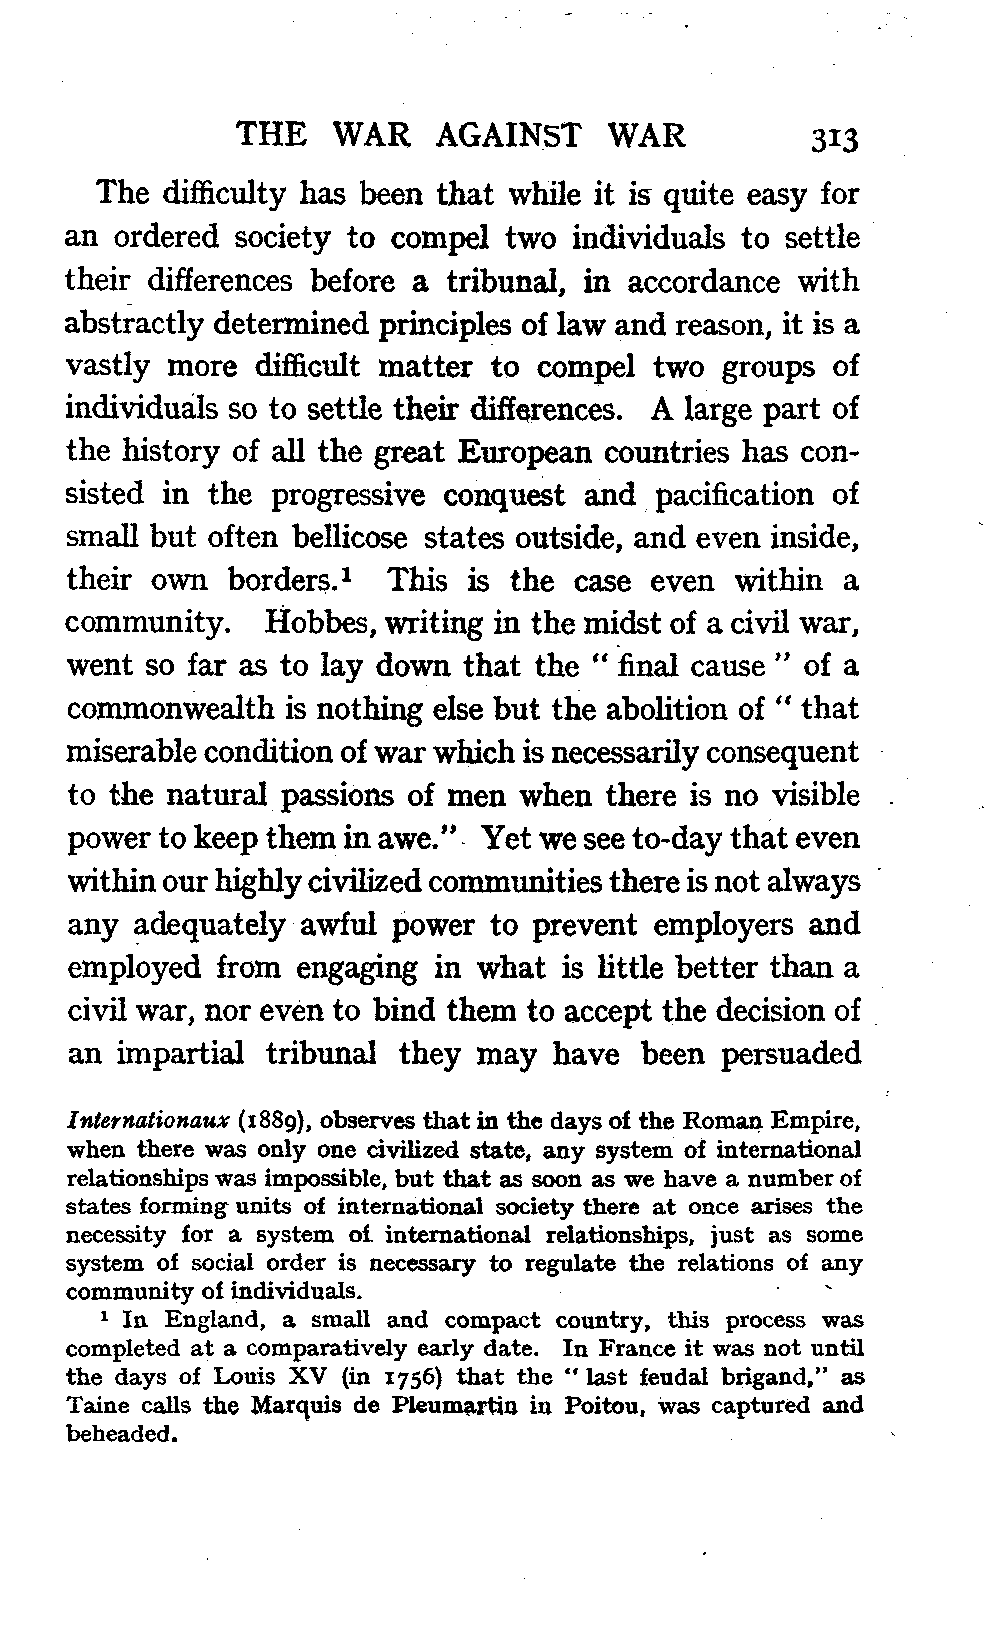 THE WAR AGAINST WAR 313
The difficulty has been that while it is quite easy for
an ordered society to compel two individuals to settle
their differences before a tribunal, in accordance with
abstractly determined principles of law and reason, it is a
vastly more difficult matter to compel two groups of
individuals so to settle their differences. A large part of
the history of all the great European countries has con-
sisted in the progressive conquest and pacification of
small but often bellicose states outside, and even inside,
their own borders.¹ This is the case even within a
community. Hobbes, writing in the midst of a civil war,
went so far as to lay down that the “ final cause ” of a
commonwealth is nothing else but the abolition of “ that
miserable condition of war which is necessarily consequent
to the natural passions of men when there is no visible
power to keep them in awe.” Yet we see to-day that even
within our highly civilized communities there is not always
any adequately awful power to prevent employers and
employed from engaging in what is little better than a
civil war, nor even to bind them to accept the decision of
an impartial tribunal they may have been persuaded
Internationaux (1889), observes that in the days of the Roman Empire,
when there was only one civilized state, any system of international
relationships was impossible, but that as soon as we have a number of
states forming units of international society there at once arises the
necessity for a system of international relationships, just as some
system of social order is necessary to regulate the relations of any
community of individuals.
¹ In England, a small and compact country, this process was
completed at a comparatively early date. In France it was not until
the days of Louis XV (in 1756) that the “ last feudal brigand,” as
Taine calls the Marquis de Pleumartin in Poitou, was captured and
beheaded.